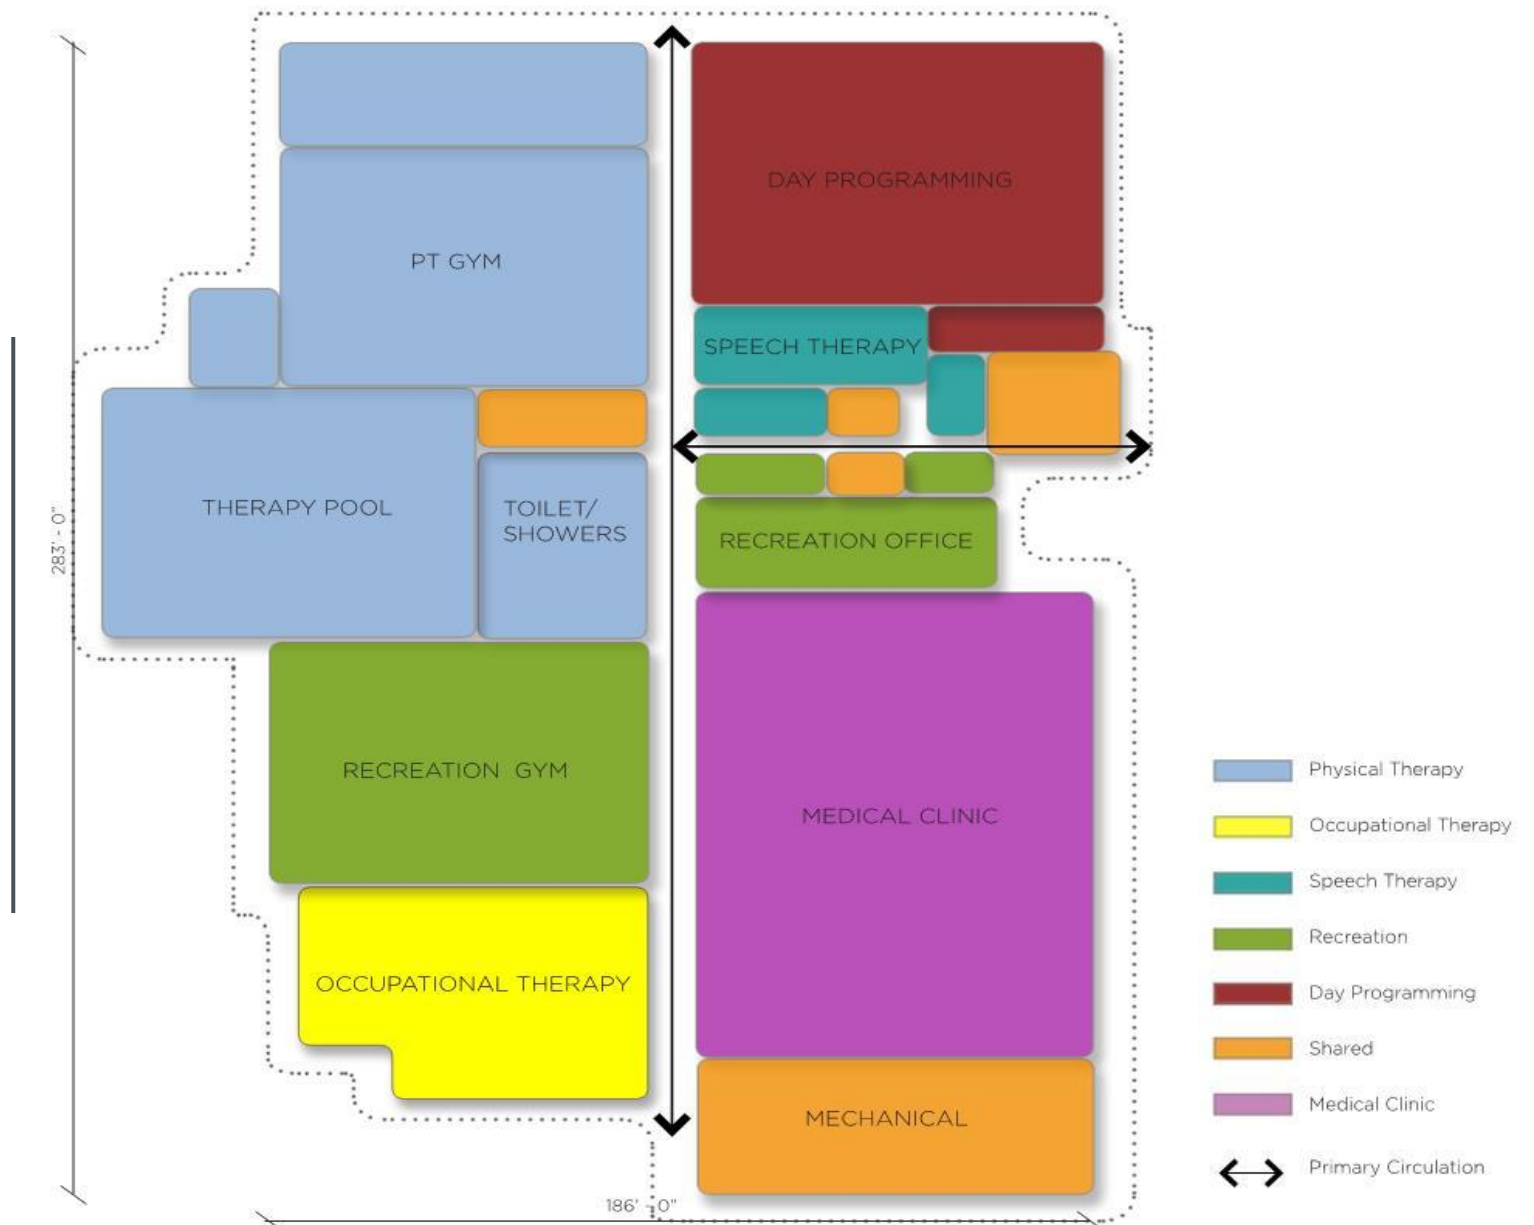 DAY PROGRAMMING
PT GYM
SPEECH THERAPY
THERAPY POOL
TOILET/
SHOWERS
RECREATION OFFICE
283' - 0"
RECREATION GYM
MEDICAL CLINIC
OCCUPATIONAL THERAPY
MECHANICAL
186' - 0"
Physical Therapy
Occupational Therapy
Speech Therapy
Recreation
Day Programming
Shared
Medical Clinic
Primary Circulation